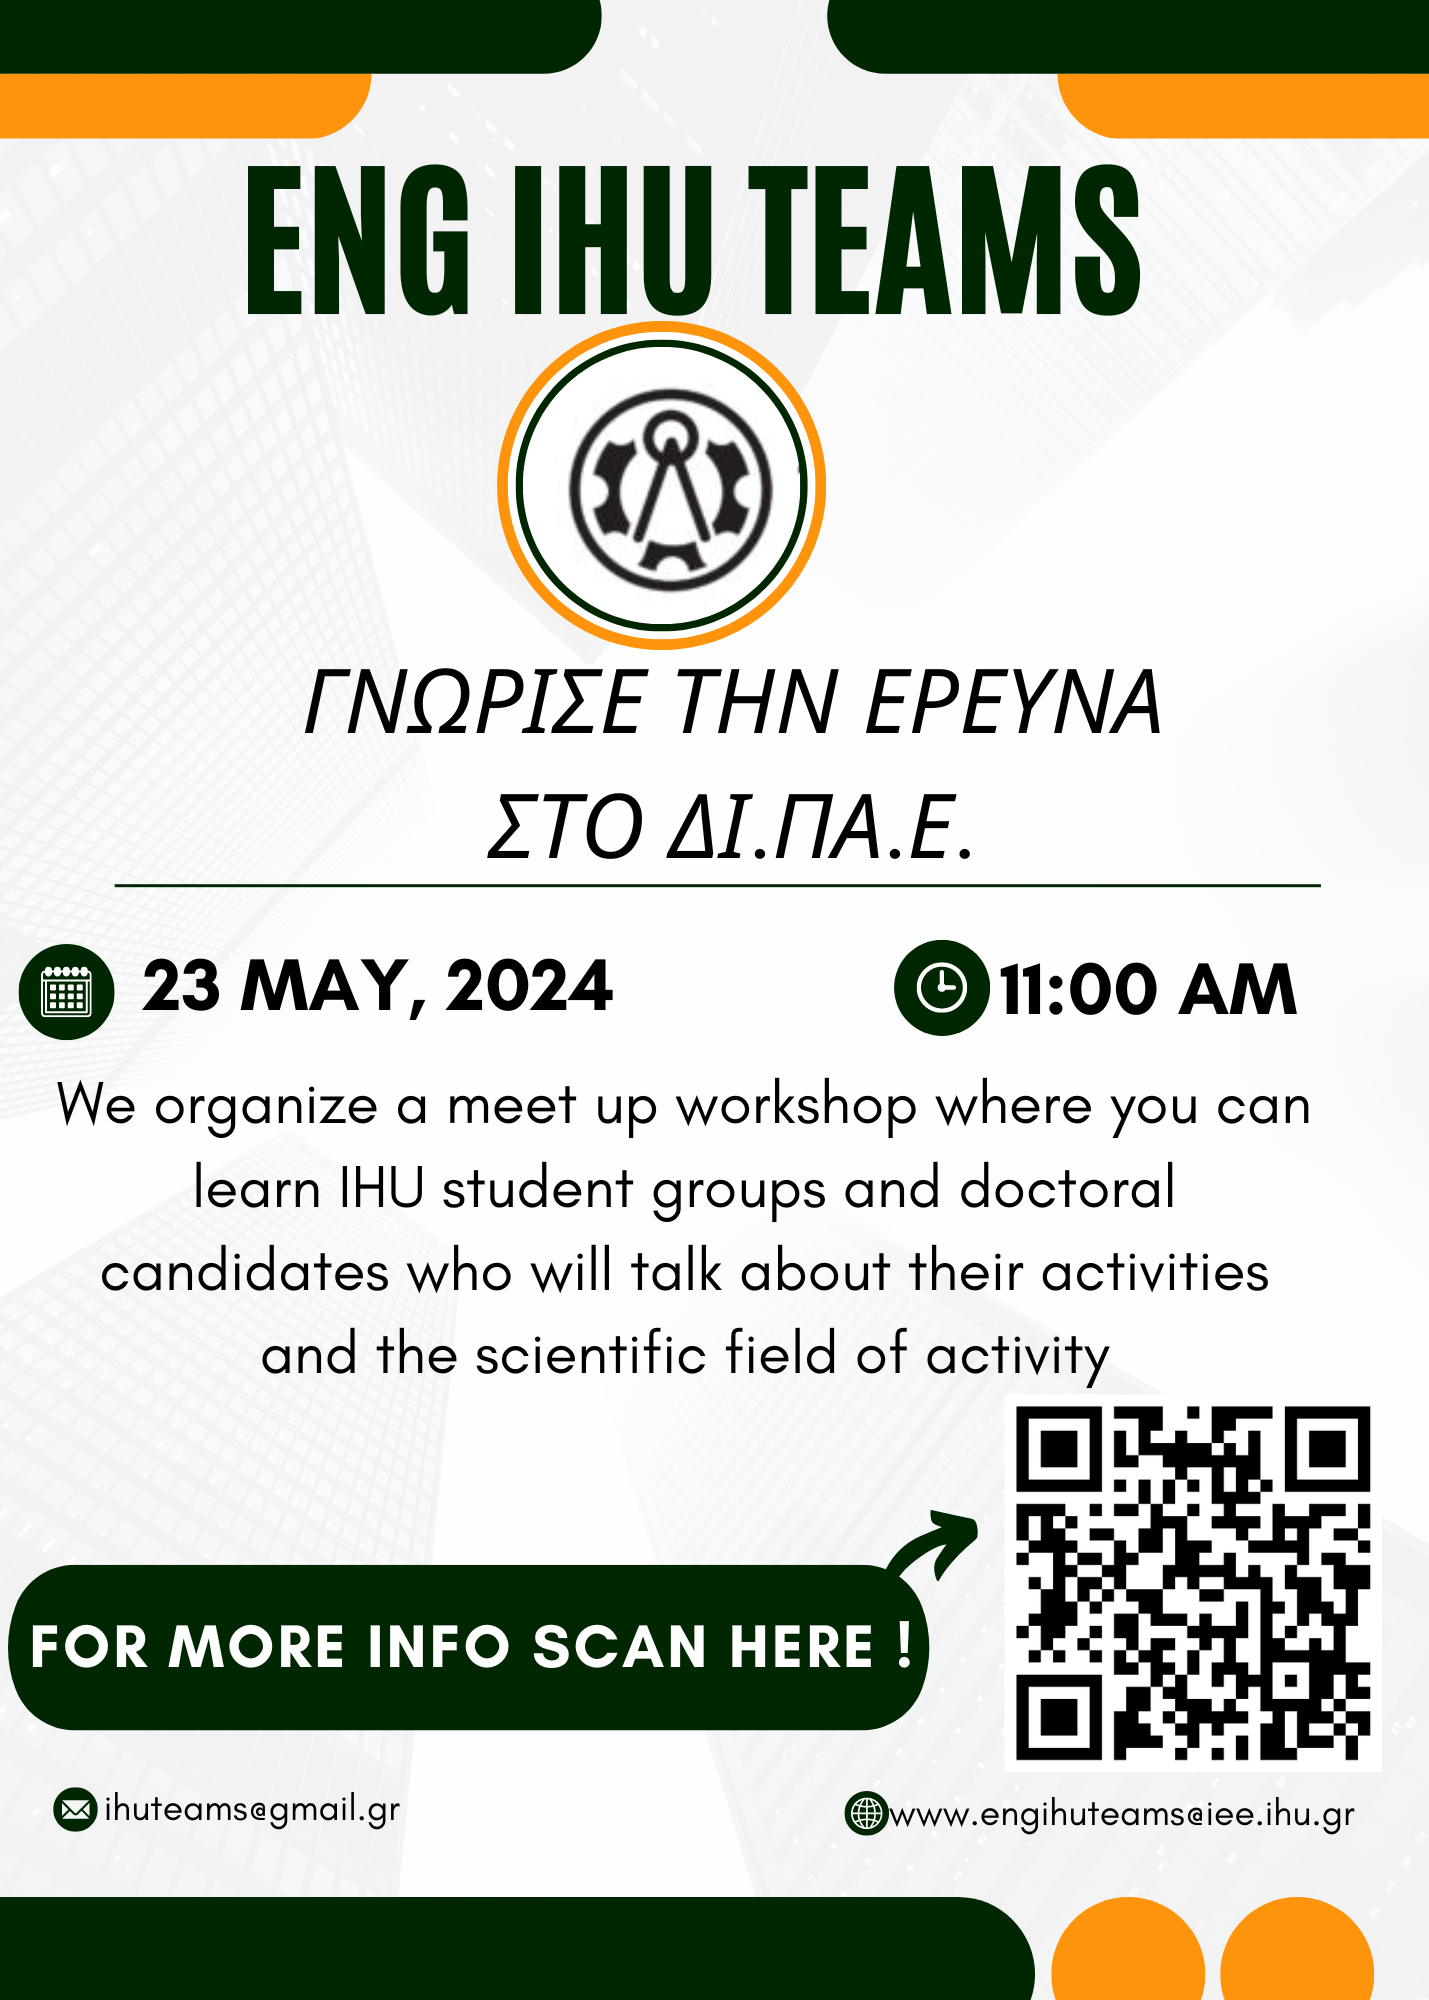 ENG IHU TEAMS
ΓΝΩΡΙΣΕ ΤΗΝ ΕΡΕΥΝΑ
ΣΤΟ ΔΙ.ΠΑ.Ε.
23 MAY, 2024
11:00 AM
We organize a meet up workshop where you can
learn IHU student groups and doctoral
candidates who will talk about their activities
and the scientific field of activity
FOR MORE INFO SCAN HERE !
ihuteams@gmail.gr
www.engihuteams@iee.ihu.gr